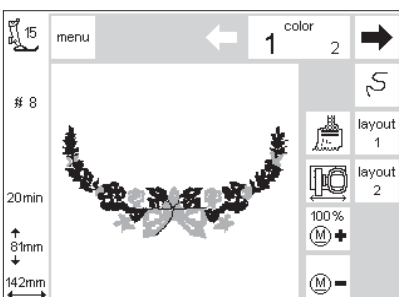 15
menu
color
1 2
# 8
layout
1
20min
layout
2
81mm
100%
M +
142mm
M -